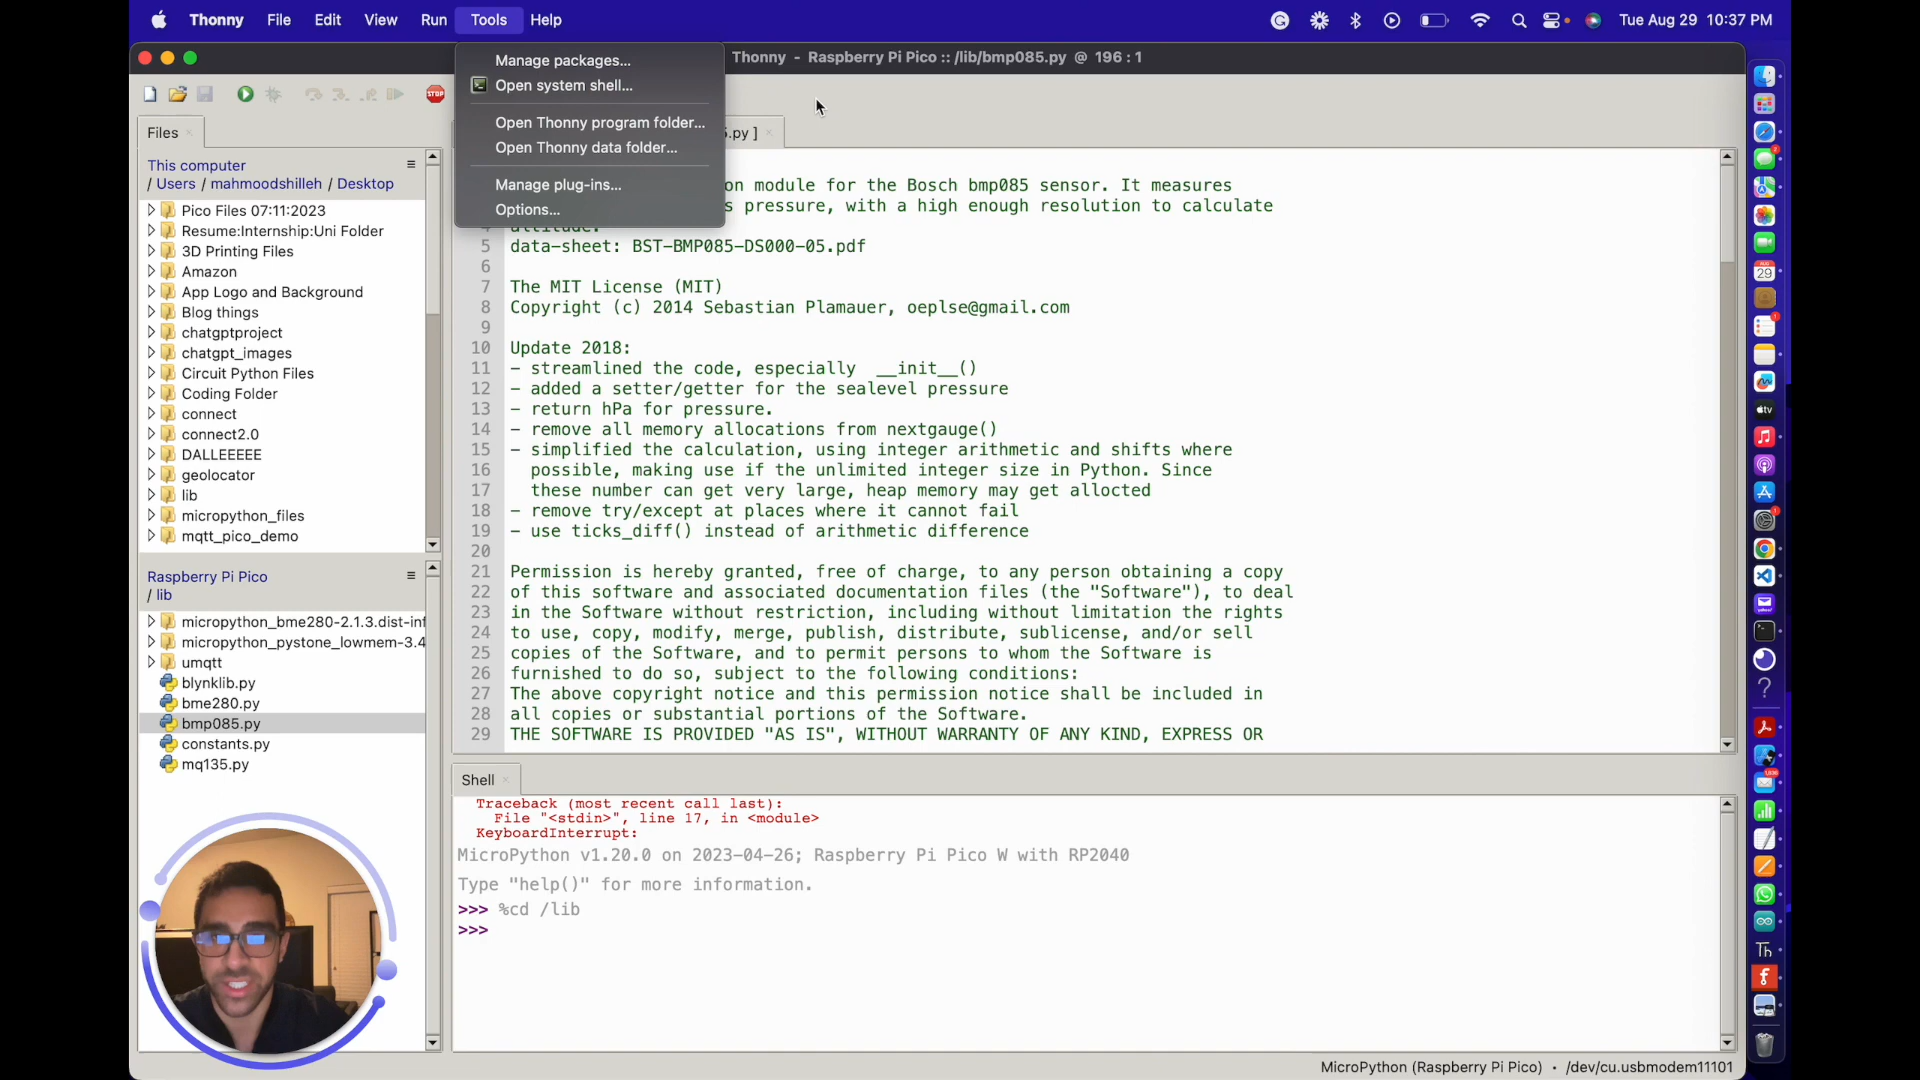 Thonny File Edit View Run Tools Help
Tue Aug 29 10:37 PM
Thonny - Raspberry Pi Pico :: /lib/bmp085.py @ 196 : 1
Manage packages...
Open system shell...
Open Thonny program folder...
Open Thonny data folder...
Manage plug-ins...
Options...
STOP
Files
.py ]
This computer
/ Users / mahmoodshilleh / Desktop
Pico Files 07:11:2023
Resume:Internship:Uni Folder
3D Printing Files
Amazon
App Logo and Background
Blog things
chatgptproject
chatgpt_images
Circuit Python Files
Coding Folder
connect
connect2.0
DALLEEEEE
geolocator
lib
micropython_files
mqtt_pico_demo
Raspberry Pi Pico
/ lib
micropython_bme280-2.1.3.dist-inf
micropython_pystone_lowmem-3.4
umqtt
blynklib.py
bme280.py
bmp085.py
constants.py
mq135.py
on module for the Bosch bmp085 sensor. It measures
s pressure, with a high enough resolution to calculate
4 altitude.
5 data-sheet: BST-BMP085-DS000-05.pdf
6
7 The MIT License (MIT)
8 Copyright (c) 2014 Sebastian Plamauer, oeplse@gmail.com
9
10 Update 2018:
11 - streamlined the code, especially __init__()
12 - added a setter/getter for the sealevel pressure
13 - return hPa for pressure.
14 - remove all memory allocations from nextgauge()
15 - simplified the calculation, using integer arithmetic and shifts where
16 possible, making use if the unlimited integer size in Python. Since
17 these number can get very large, heap memory may get allocted
18 - remove try/except at places where it cannot fail
19 - use ticks_diff() instead of arithmetic difference
20
21 Permission is hereby granted, free of charge, to any person obtaining a copy
22 of this software and associated documentation files (the "Software"), to deal
23 in the Software without restriction, including without limitation the rights
24 to use, copy, modify, merge, publish, distribute, sublicense, and/or sell
25 copies of the Software, and to permit persons to whom the Software is
26 furnished to do so, subject to the following conditions:
27 The above copyright notice and this permission notice shall be included in
28 all copies or substantial portions of the Software.
29 THE SOFTWARE IS PROVIDED "AS IS", WITHOUT WARRANTY OF ANY KIND, EXPRESS OR
Shell
Traceback (most recent call last):
File "<stdin>", line 17, in <module>
KeyboardInterrupt:
MicroPython v1.20.0 on 2023-04-26; Raspberry Pi Pico W with RP2040
Type "help()" for more information.
>>> %cd /lib
>>>
MicroPython (Raspberry Pi Pico) · /dev/cu.usbmodem11101
29
tv
Th